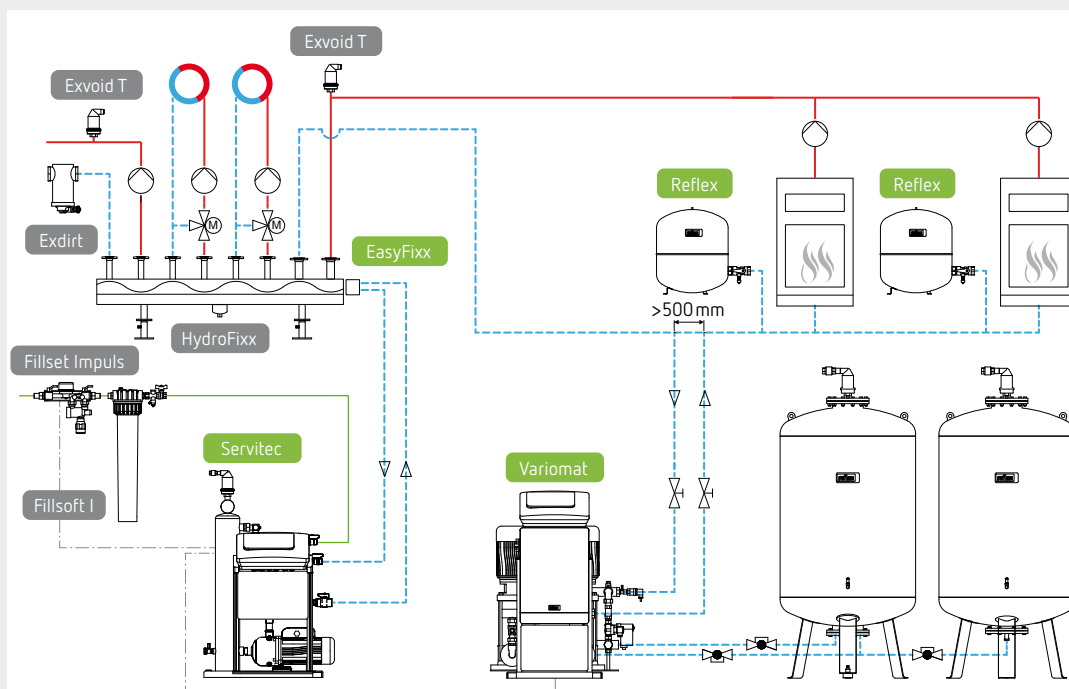 Exvoid T
Exvoid T
Reflex
Reflex
M
M
Exdirt
EasyFixx
>500 mm
HydroFixx
Fillset Impuls
Servitec
Variomat
Fillsoft I